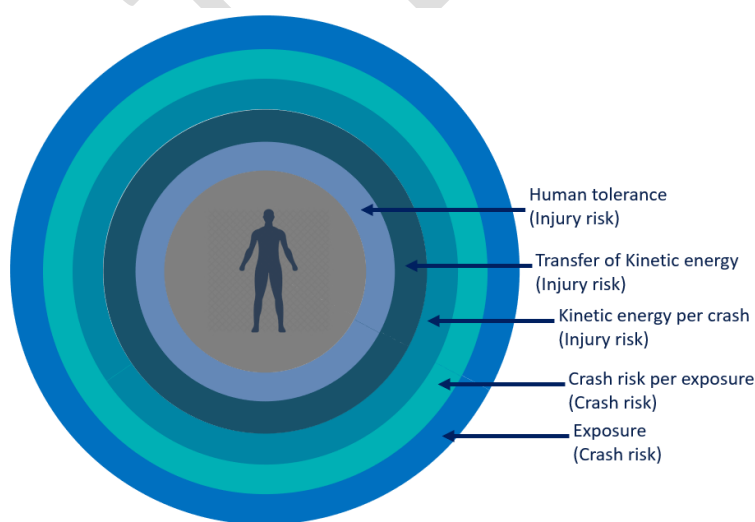 Human tolerance
(Injury risk)
Transfer of Kinetic energy
(Injury risk)
Kinetic energy per crash
(Injury risk)
Crash risk per exposure
(Crash risk)
Exposure
(Crash risk)